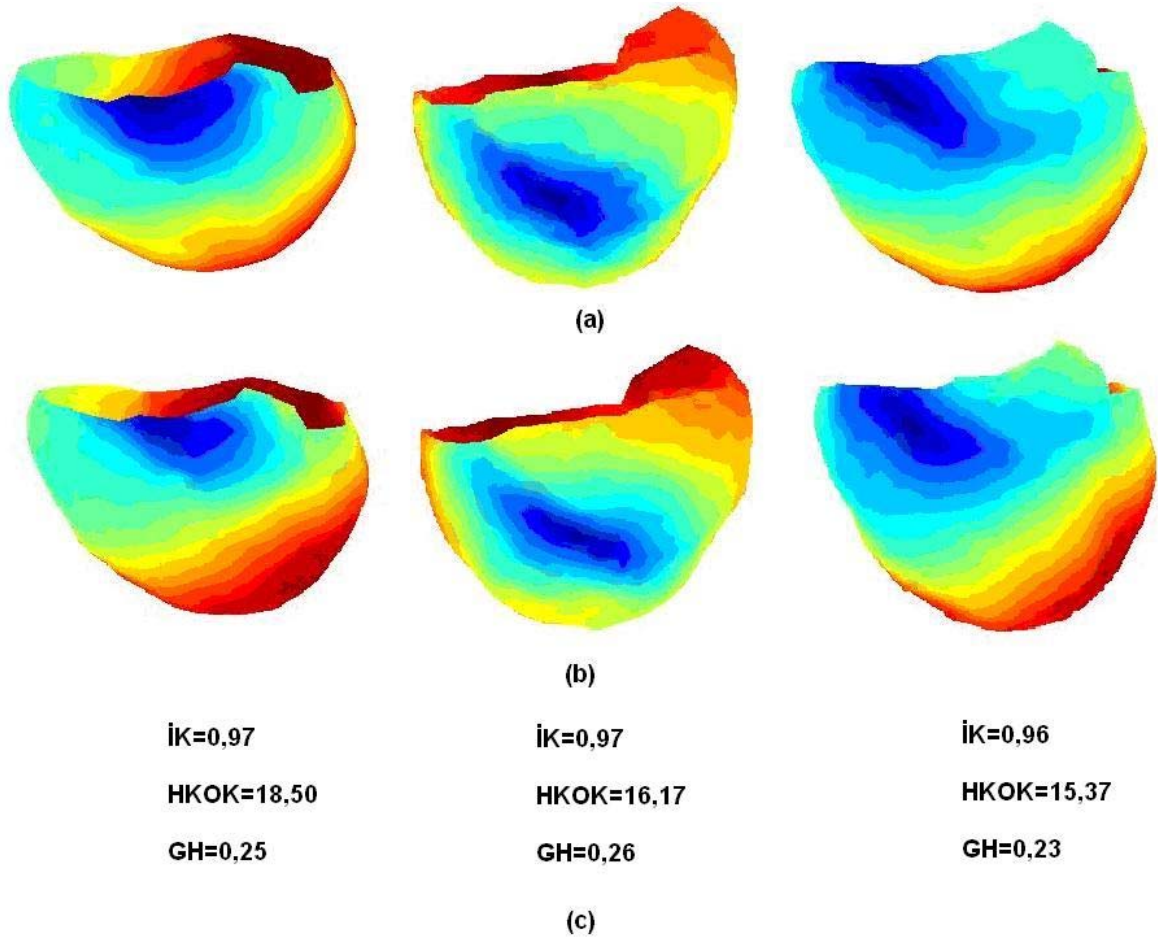 (a)
(b)
İK=0,97 İK=0,97 İK=0,96
HKOK=18,50 HKOK=16,17 HKOK=15,37
GH=0,25 GH=0,26 GH=0,23
(c)